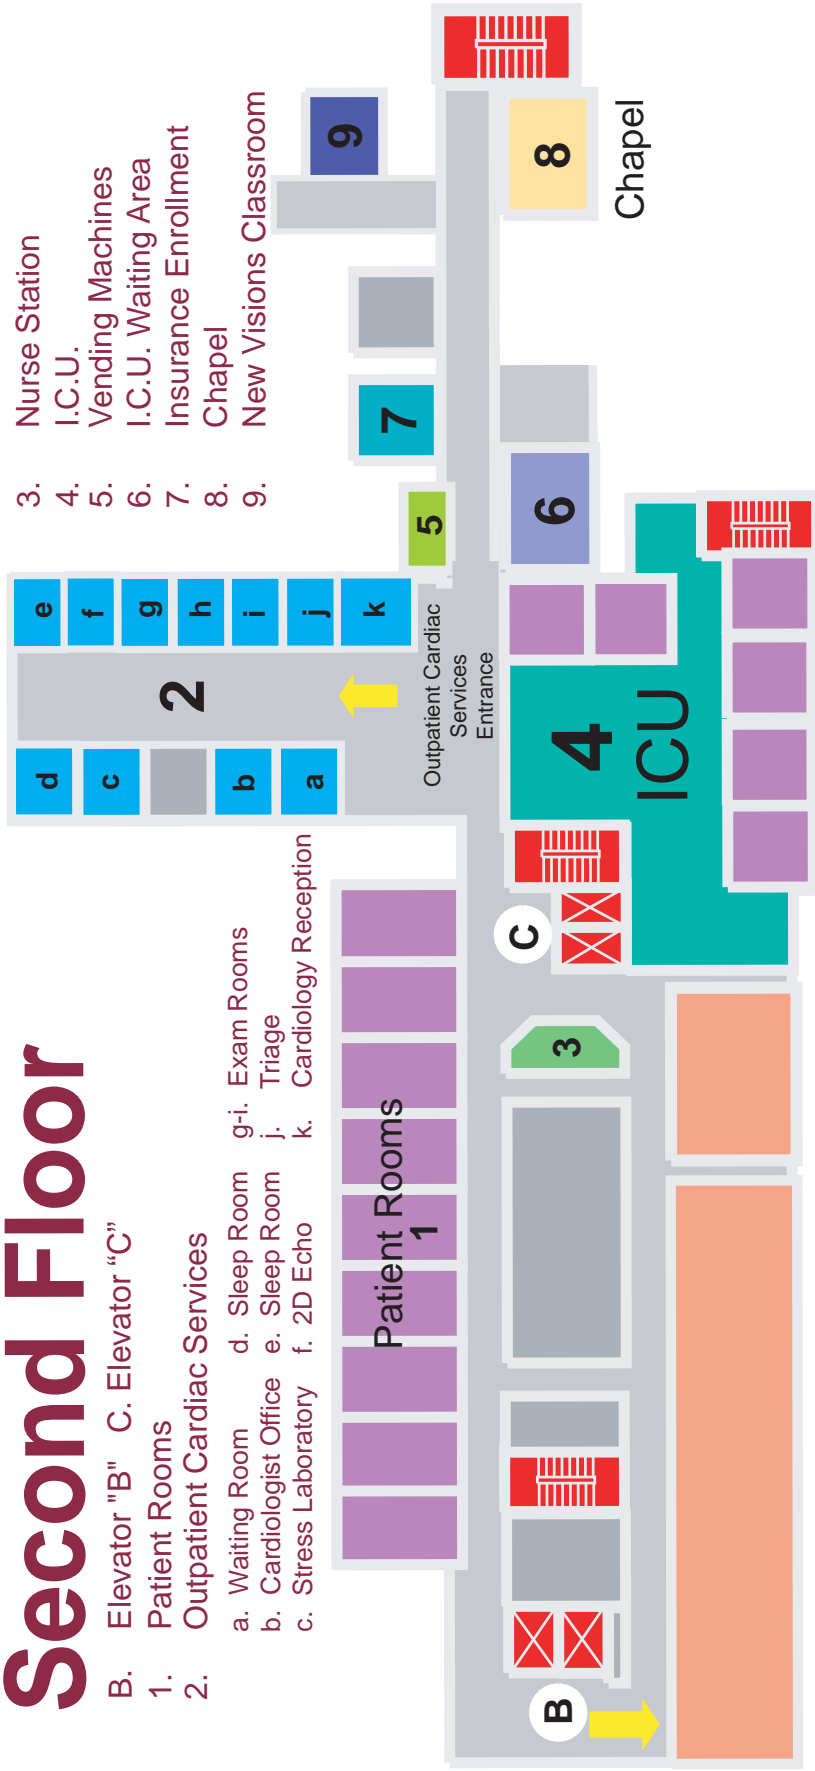 Second Floor
B. Elevator "B" C. Elevator “C”
1. Patient Rooms
2. Outpatient Cardiac Services
a. Waiting Room d. Sleep Room g-i. Exam Rooms
b. Cardiologist Office e. Sleep Room j. Triage
c. Stress Laboratory f. 2D Echo k. Cardiology Reception
3. Nurse Station
4. I.C.U.
5. Vending Machines
6. I.C.U. Waiting Area
7. Insurance Enrollment
8. Chapel
9. New Visions Classroom
d
e
c
f
g
2
h
b
i
a
j
k
Patient Rooms
1
Outpatient Cardiac
Services
Entrance
5
7
9
B
C
3
4
ICU
6
8
Chapel